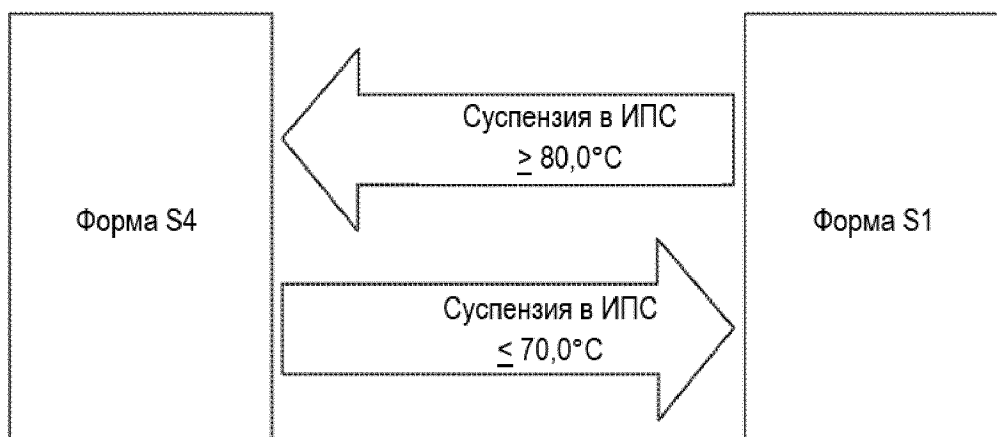 Суспензия в ИПС
≥ 80,0°C
Форма S4
Форма S1
Суспензия в ИПС
≤ 70,0°C